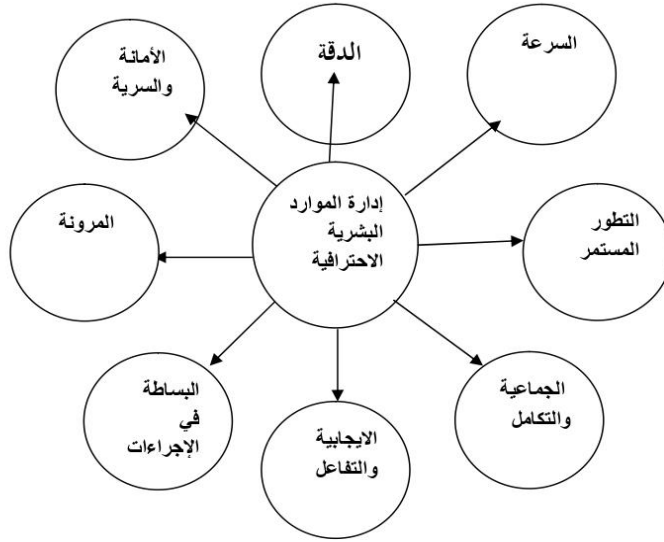 السرعة
الدقة
الأمانة
والسرية
إدارة الموارد
البشرية
الاحترافية
التطور
المستمر
المرونة
الجماعية
والتكامل
الايجابية
والتفاعل
البساطة
في
الإجراءات